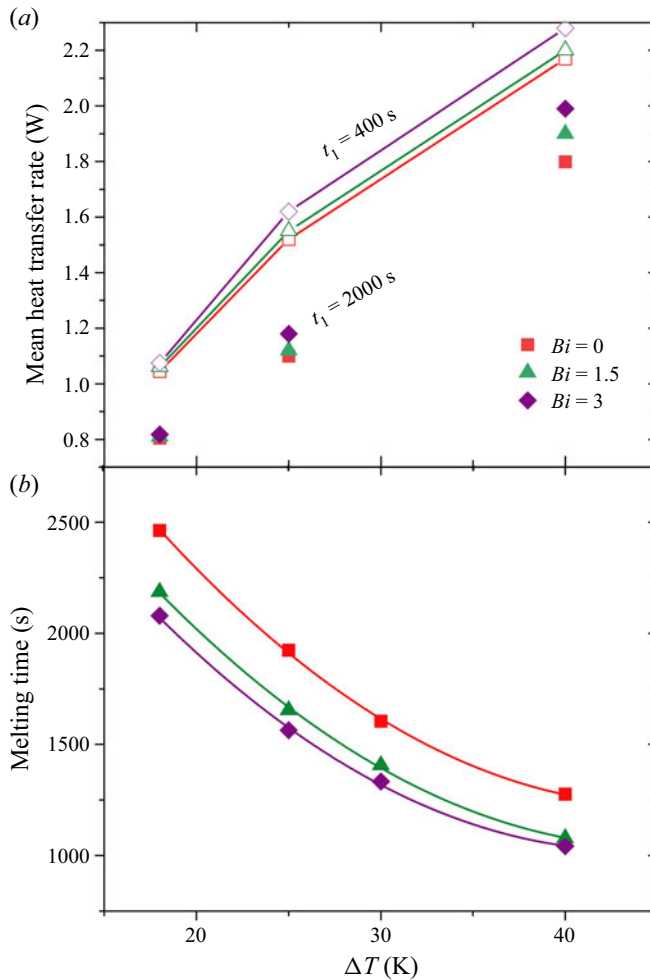 (a)
2.2
2.0
1.8
1.6
1.4
1.2
1.0
0.8
Mean heat transfer rate (W)
t₁ = 400 s
t₁ = 2000 s
Bi = 0
Bi = 1.5
Bi = 3
(b)
2500
2000
1500
1000
Melting time (s)
20 30 40
ΔT (K)